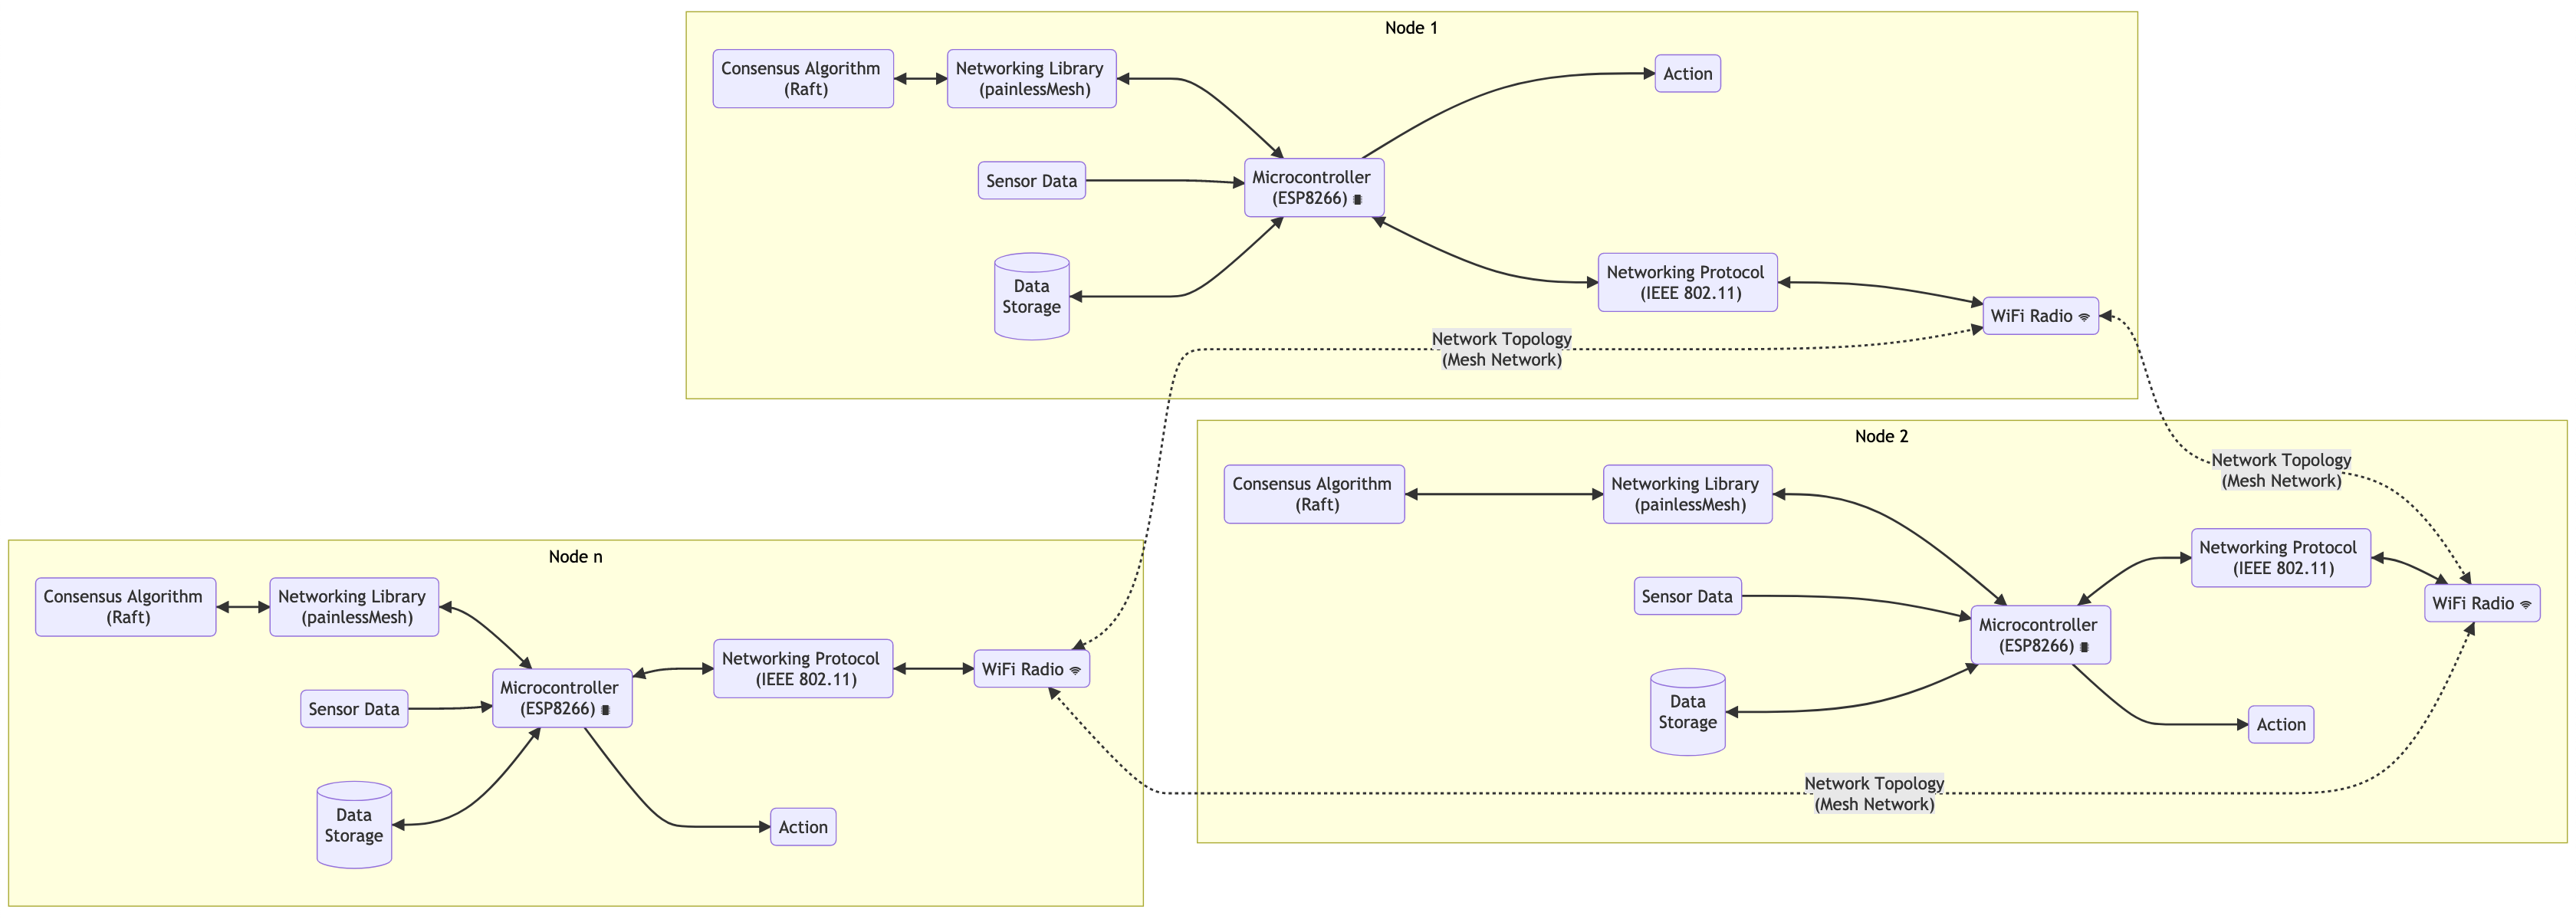 Node 1
Consensus Algorithm
(Raft)
Networking Library
(painlessMesh)
Action
Sensor Data
Microcontroller
(ESP8266)
Data
Storage
Networking Protocol
(IEEE 802.11)
WiFi Radio
Network Topology
(Mesh Network)
Node 2
Network Topology
(Mesh Network)
Consensus Algorithm
(Raft)
Networking Library
(painlessMesh)
Networking Protocol
(IEEE 802.11)
Sensor Data
WiFi Radio
Microcontroller
(ESP8266)
Data
Storage
Action
Network Topology
(Mesh Network)
Node n
Consensus Algorithm
(Raft)
Networking Library
(painlessMesh)
Networking Protocol
(IEEE 802.11)
WiFi Radio
Sensor Data
Microcontroller
(ESP8266)
Data
Storage
Action